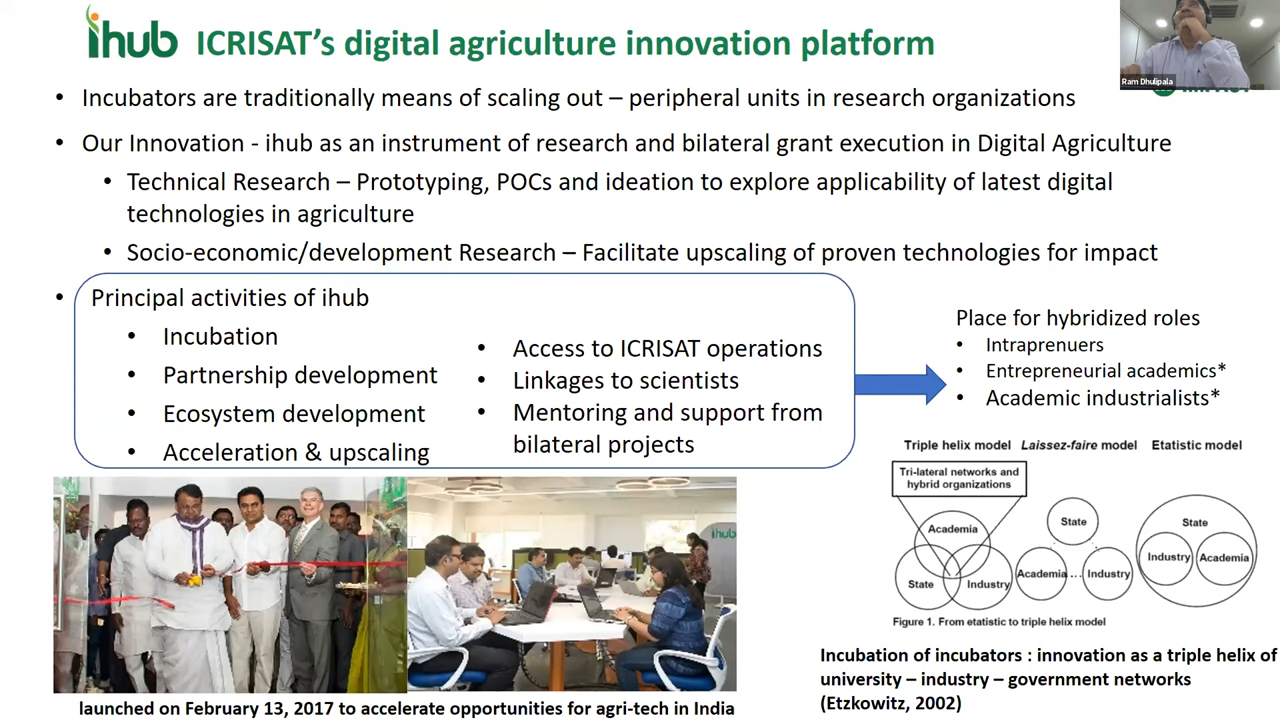 ihub ICRISAT's digital agriculture innovation platform
Ram Dhulipala
• Incubators are traditionally means of scaling out – peripheral units in research organizations
• Our Innovation - ihub as an instrument of research and bilateral grant execution in Digital Agriculture
• Technical Research – Prototyping, POCs and ideation to explore applicability of latest digital
technologies in agriculture
• Socio-economic/development Research – Facilitate upscaling of proven technologies for impact
• Principal activities of ihub
• Incubation
• Partnership development
• Ecosystem development
• Acceleration & upscaling
• Access to ICRISAT operations
• Linkages to scientists
• Mentoring and support from
bilateral projects
Place for hybridized roles
• Intraprenuers
• Entrepreneurial academics*
• Academic industrialists*
Triple helix model Laissez-faire model Etatistic model
Tri-lateral networks and
hybrid organizations
Academia
State
Industry
State
Academia
Industry
State
Industry
Academia
Figure 1. From etatistic to triple helix model
ihub
launched on February 13, 2017 to accelerate opportunities for agri-tech in India
Incubation of incubators : innovation as a triple helix of
university – industry – government networks
(Etzkowitz, 2002)